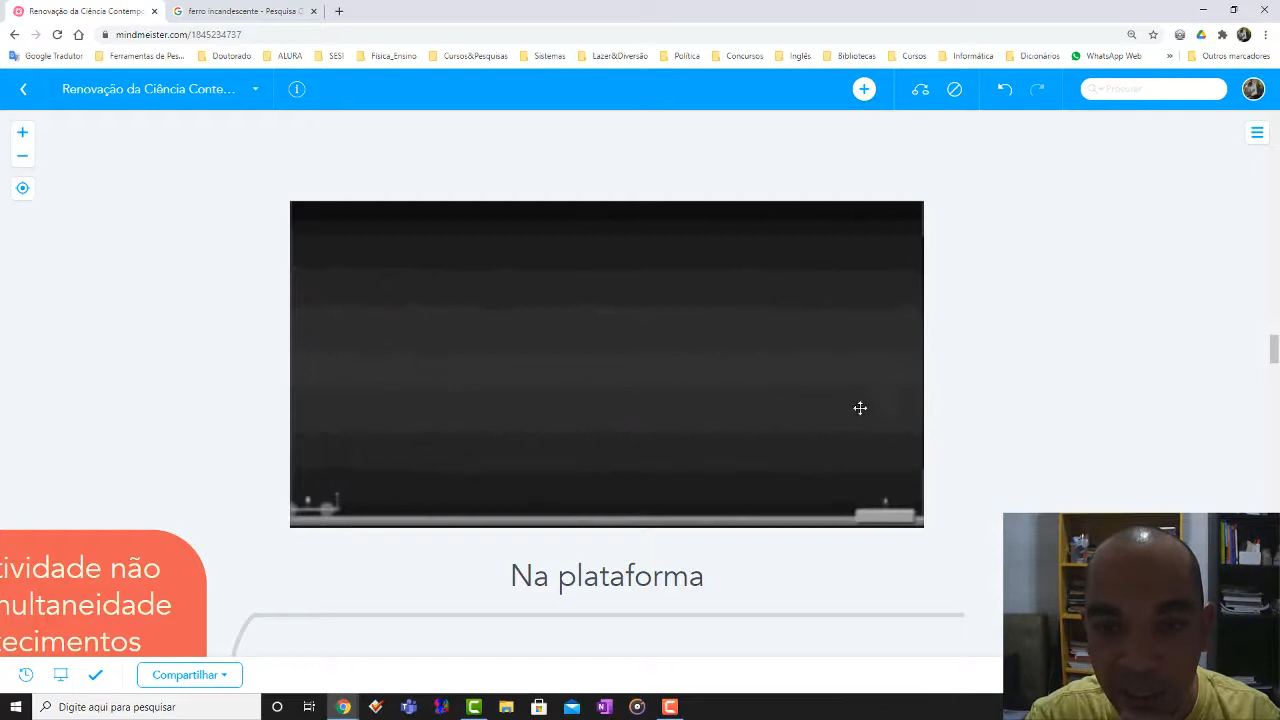 Renovação da Ciência Contemp
ferro incandescente - Pesquisa G
mindmeister.com/1845234737
Google Tradutor
Ferramentas de Pes...
Doutorado
ALURA
SESI
Física_Ensino
Cursos&Pesquisas
Sistemas
Lazer&Diversão
Política
Concursos
Inglês
Bibliotecas
Cursos
Informática
Dicionários
WhatsApp Web
»
Outros marcadores
Renovação da Ciência Conte...
Procurar
Na plataforma
tividade não
multaneidade
tecimentos
Compartilhar
Digite aqui para pesquisar